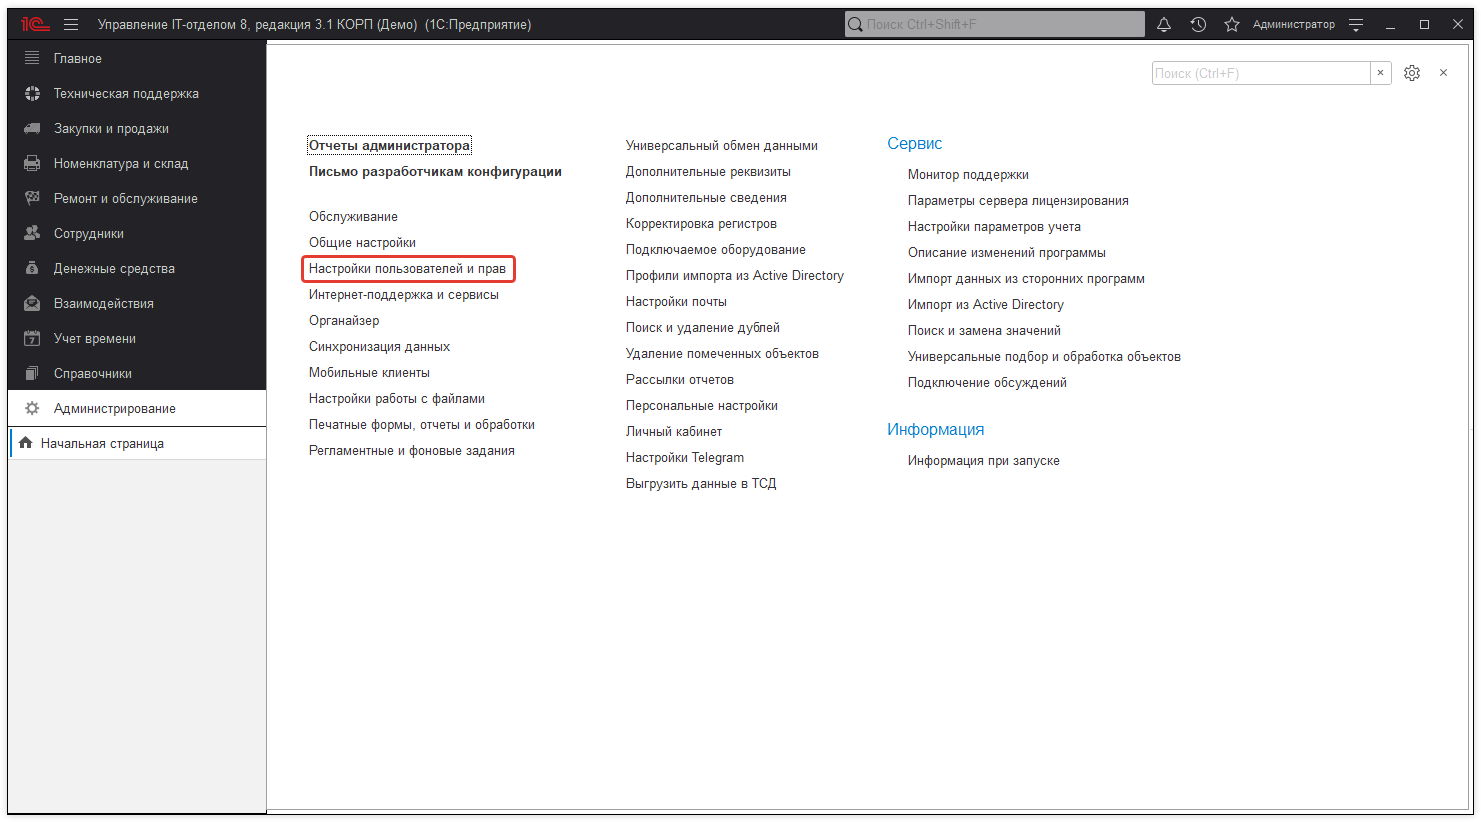 1С Управление IT-отделом 8, редакция 3.1 КОРП (Демо) (1С:Предприятие) Поиск Ctrl+Shift+F Администратор
Главное
Техническая поддержка
Закупки и продажи
Номенклатура и склад
Ремонт и обслуживание
Сотрудники
Денежные средства
Взаимодействия
7 Учет времени
Справочники
Администрирование
Начальная страница
Поиск (Ctrl+F)
Отчеты администратора
Письмо разработчикам конфигурации
Обслуживание
Общие настройки
Настройки пользователей и прав
Интернет-поддержка и сервисы
Органайзер
Синхронизация данных
Мобильные клиенты
Настройки работы с файлами
Печатные формы, отчеты и обработки
Регламентные и фоновые задания
Универсальный обмен данными
Дополнительные реквизиты
Дополнительные сведения
Корректировка регистров
Подключаемое оборудование
Профили импорта из Active Directory
Настройки почты
Поиск и удаление дублей
Удаление помеченных объектов
Рассылки отчетов
Персональные настройки
Личный кабинет
Настройки Telegram
Выгрузить данные в ТСД
Сервис
Монитор поддержки
Параметры сервера лицензирования
Настройки параметров учета
Описание изменений программы
Импорт данных из сторонних программ
Импорт из Active Directory
Поиск и замена значений
Универсальные подбор и обработка объектов
Подключение обсуждений
Информация
Информация при запуске